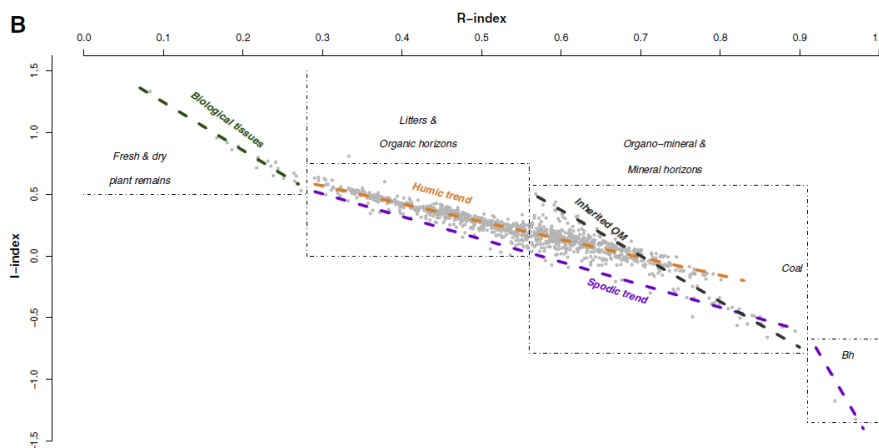 B
R-index
0.0 0.1 0.2 0.3 0.4 0.5 0.6 0.7 0.8 0.9 1.
I-index
1.5
1.0
0.5
0.0
-0.5
-1.0
-1.5
Biological tissues
Fresh & dry
plant remains
Litters &
Organic horizons
Organo-mineral &
Mineral horizons
Humic trend
Inherited OM
Spodic trend
Coal
Bh